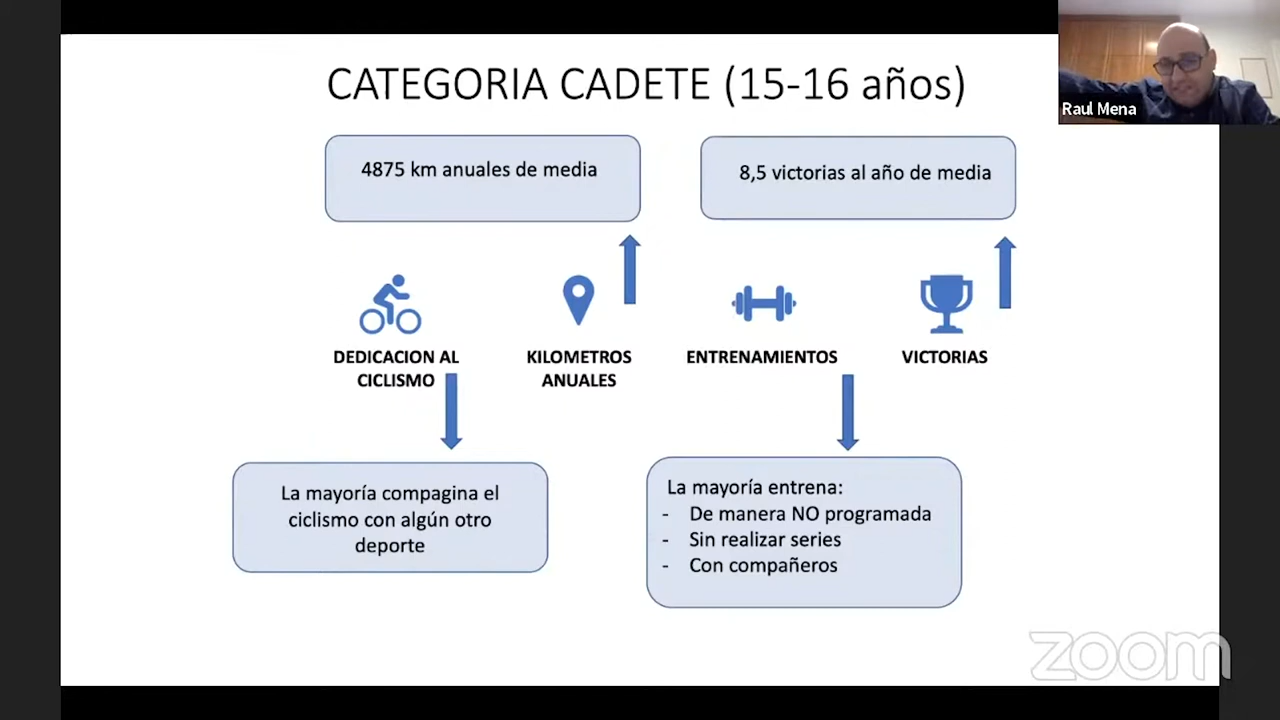 CATEGORIA CADETE (15-16 años)
Raul Mena
4875 km anuales de media
8,5 victorias al año de media
DEDICACION AL
CICLISMO
KILOMETROS
ANUALES
ENTRENAMIENTOS
VICTORIAS
La mayoría compagina el
ciclismo con algún otro
deporte
La mayoría entrena:
- De manera NO programada
- Sin realizar series
- Con compañeros
zoom